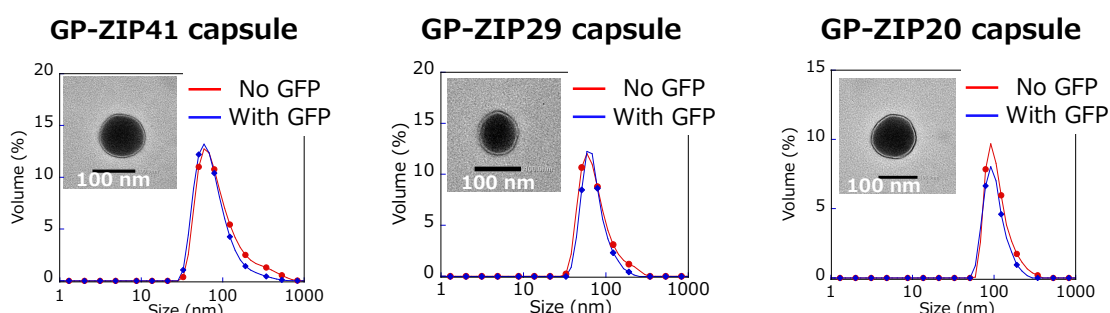 GP-ZIP41 capsule
20
15
10
5
0
Volume (%)
100 nm
No GFP
With GFP
1
10
100
1000
Size (nm)
GP-ZIP29 capsule
20
15
10
5
0
Volume (%)
100 nm
No GFP
With GFP
1
10
100
1000
Size (nm)
GP-ZIP20 capsule
15
10
5
0
Volume (%)
100 nm
No GFP
With GFP
1
10
100
1000
Size (nm)